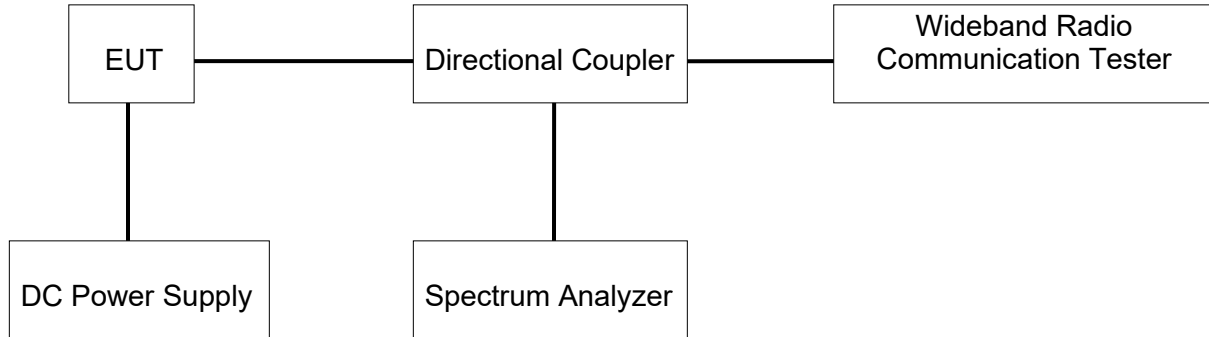 EUT
Directional Coupler
Wideband Radio
Communication Tester
DC Power Supply
Spectrum Analyzer